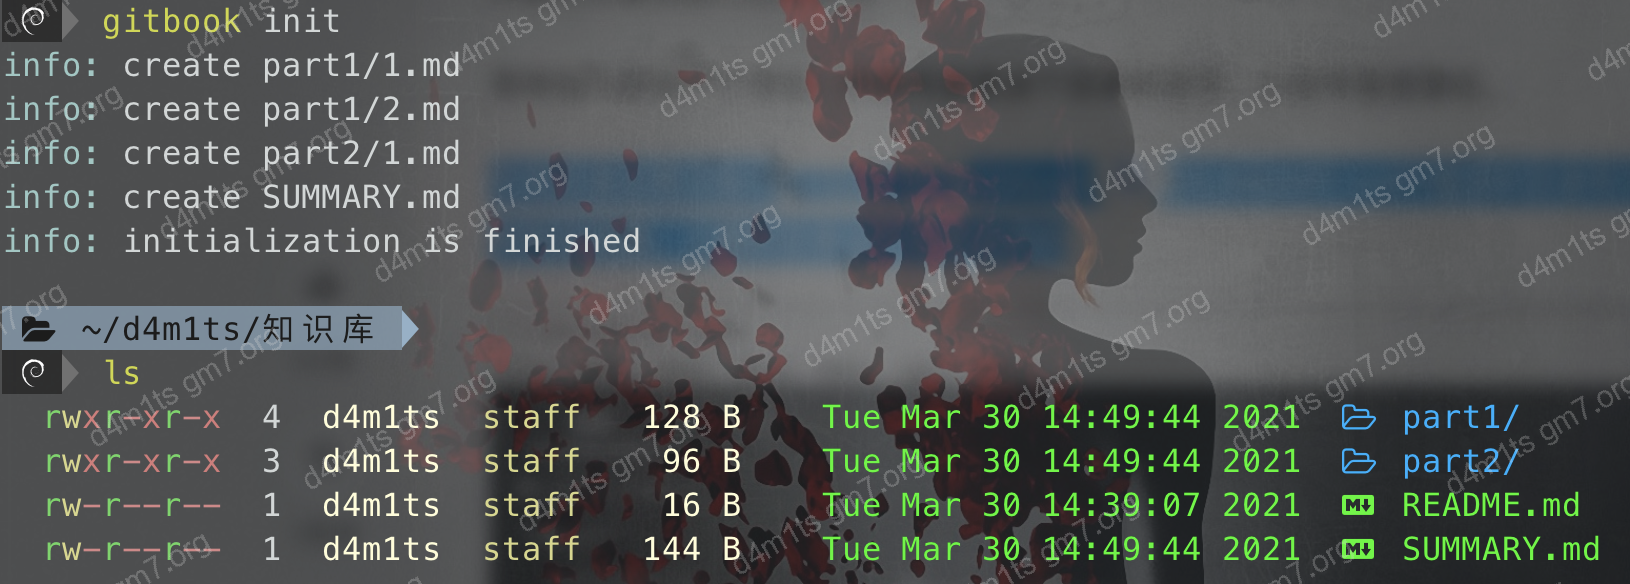 gitbook init
info: create part1/1.md
info: create part1/2.md
info: create part2/1.md
info: create SUMMARY.md
info: initialization is finished
~/d4m1ts/知识库
ls
rwxr-xr-x 4 d4m1ts staff 128 B Tue Mar 30 14:49:44 2021 part1/
rwxr-xr-x 3 d4m1ts staff 96 B Tue Mar 30 14:49:44 2021 part2/
rw-r--r-- 1 d4m1ts staff 16 B Tue Mar 30 14:39:07 2021 README.md
rw-r--r-- 1 d4m1ts staff 144 B Tue Mar 30 14:49:44 2021 SUMMARY.md
d4m1ts gm7.org